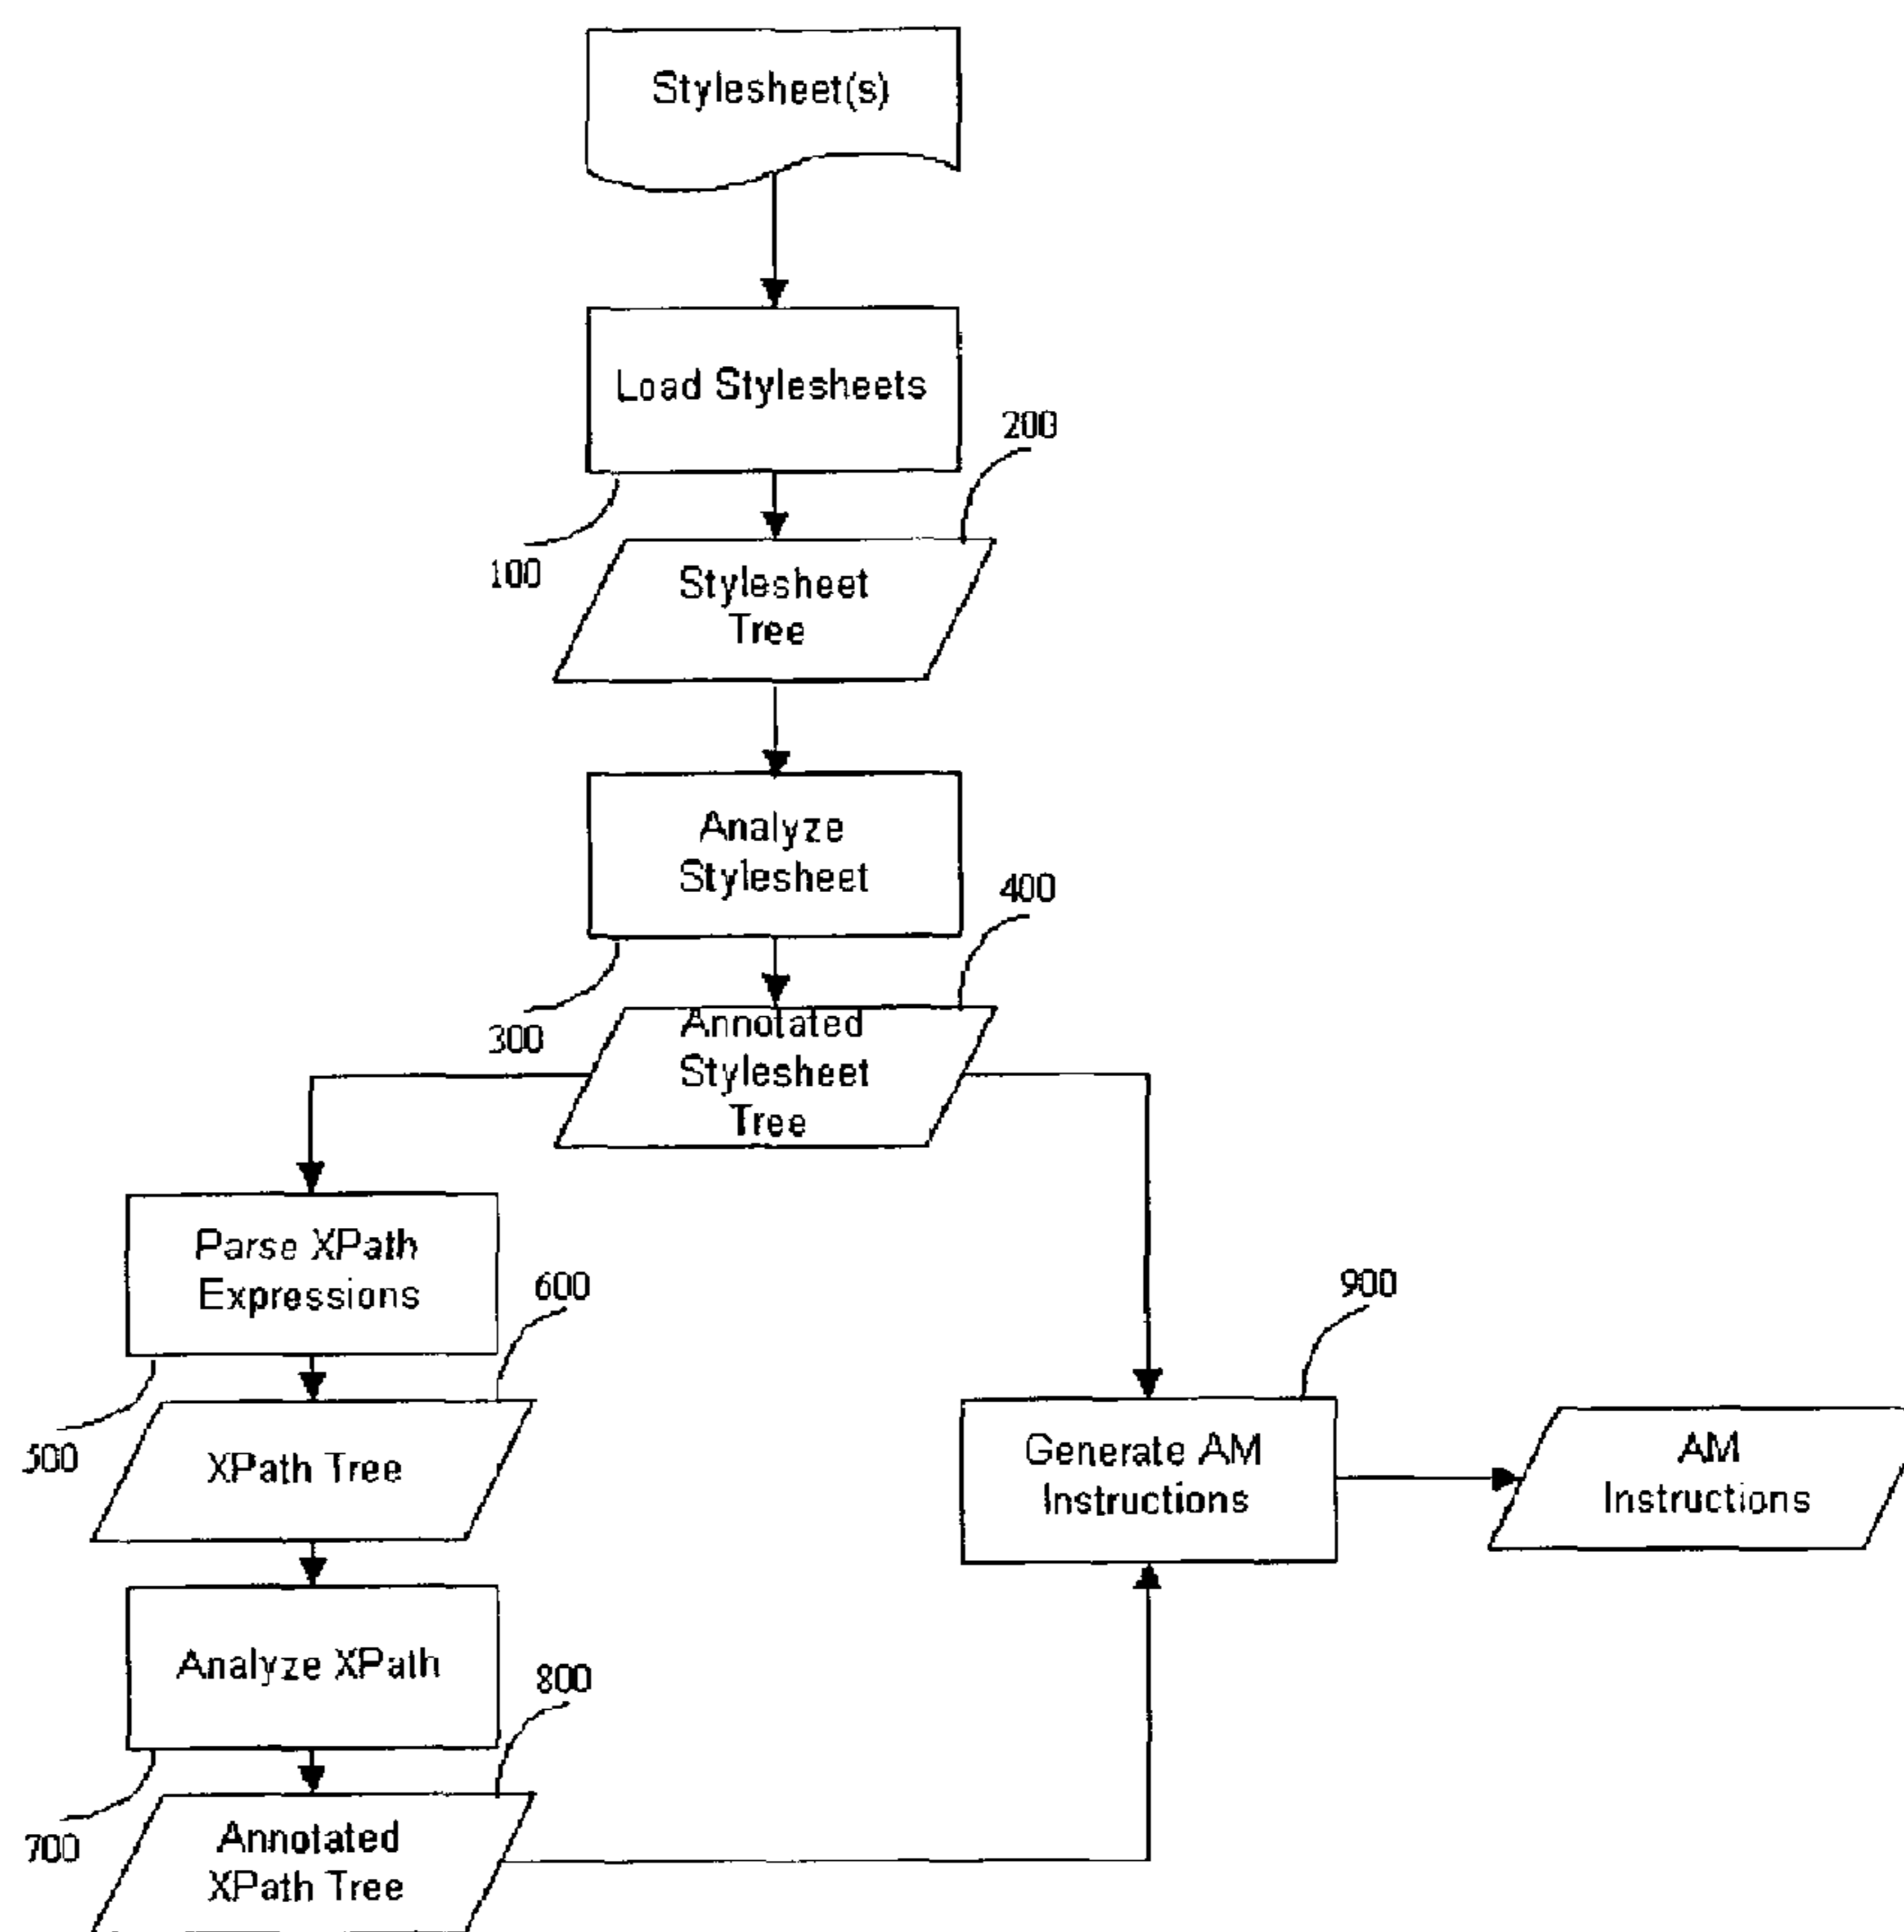 Stylesheet(s)
Load Stylesheets
200
100
Stylesheet
Tree
Analyze
Stylesheet
400
300
Annotated
Stylesheet
Tree
Parse XPath
Expressions
600
900
500
XPath Tree
Generate AM
Instructions
AM
Instructions
Analyze XPath
800
700
Annotated
XPath Tree